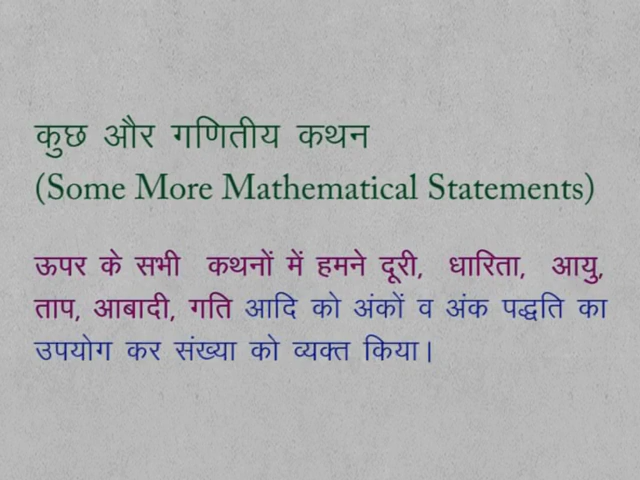 कुछ और गणितीय कथन
(Some More Mathematical Statements)
ऊपर के सभी कथनों में हमने दूरी, धारिता, आयु,
ताप, आबादी, गति आदि को अंकों व अंक पद्धति का
उपयोग कर संख्या को व्यक्त किया।